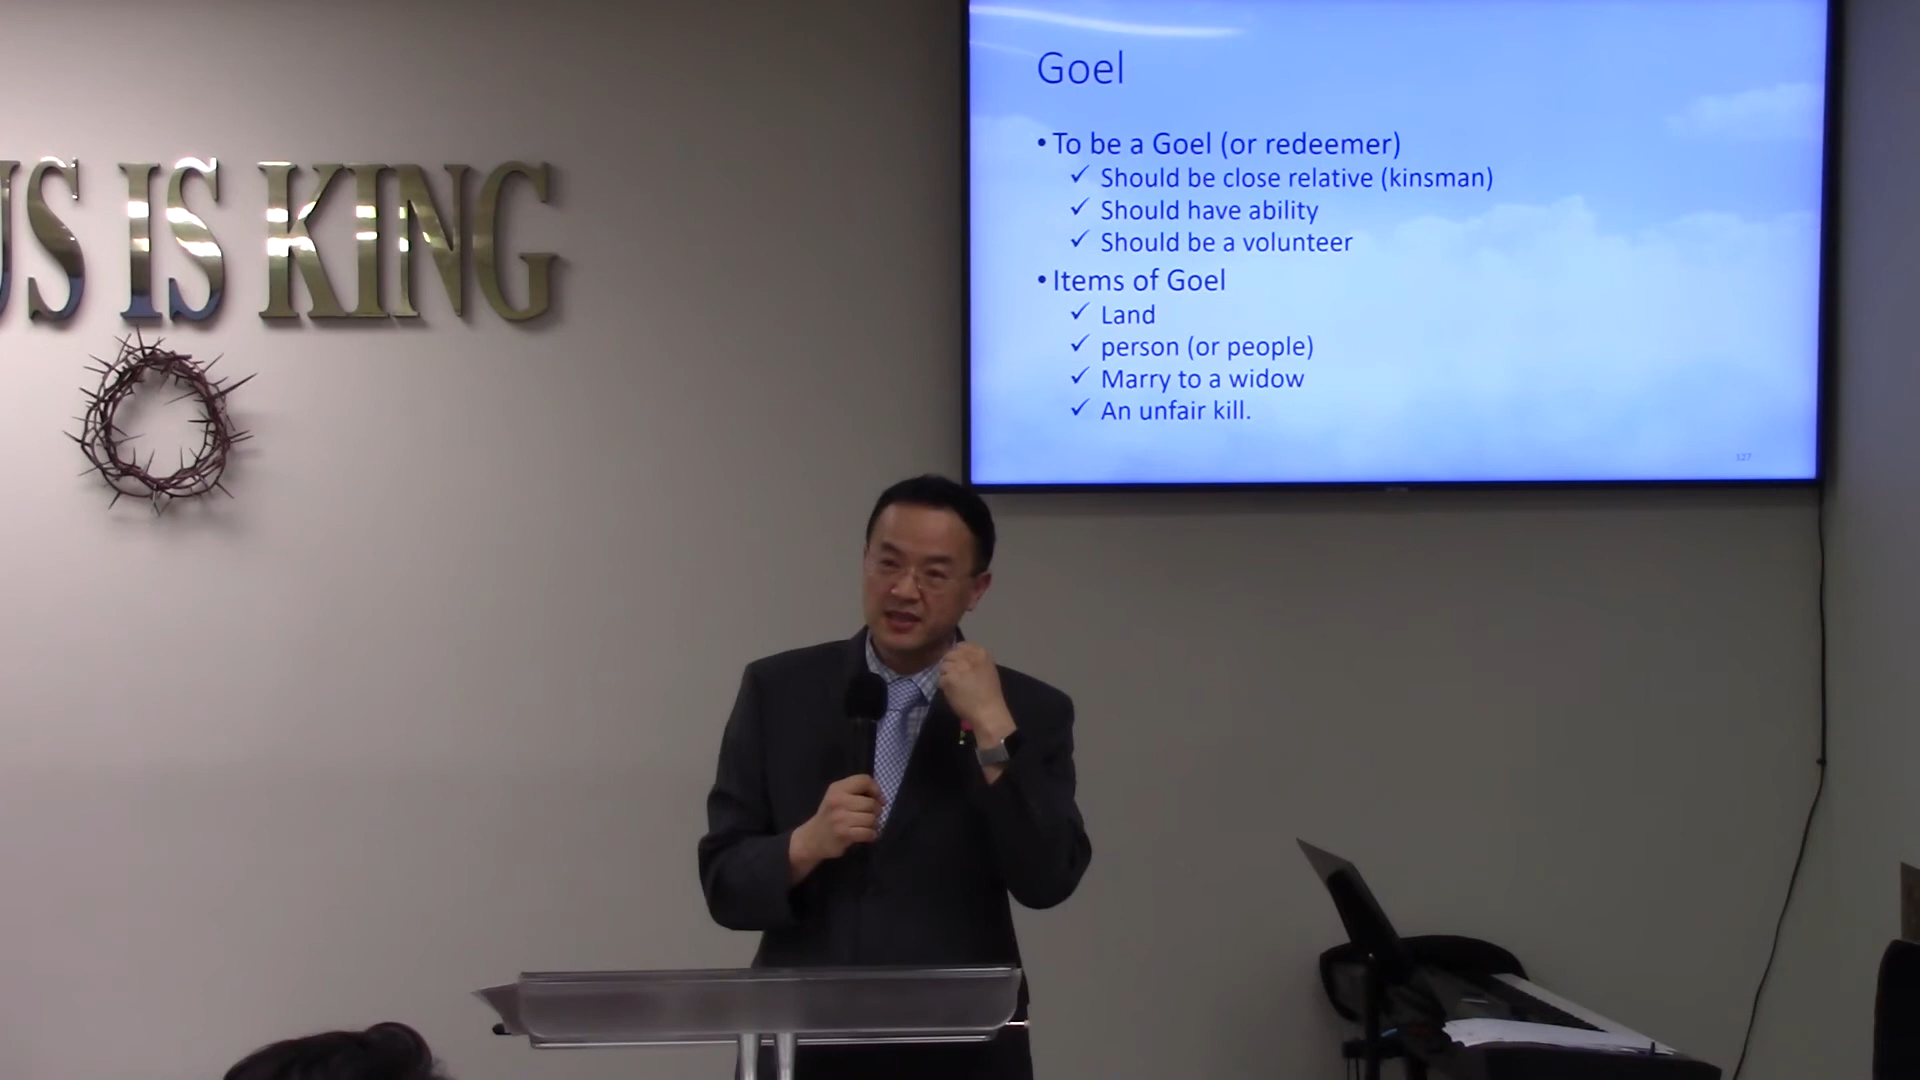 US IS KING
Goel
• To be a Goel (or redeemer)
✓ Should be close relative (kinsman)
✓ Should have ability
✓ Should be a volunteer
• Items of Goel
✓ Land
✓ person (or people)
✓ Marry to a widow
✓ An unfair kill.
127